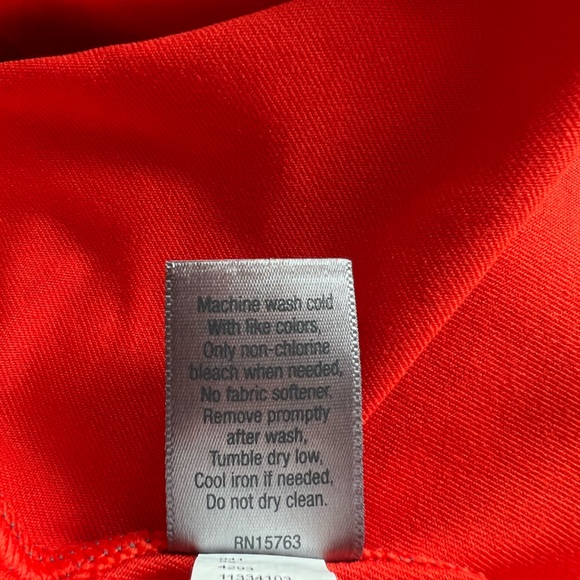 Machine wash cold
With like colors,
Only non-chlorine
bleach when needed,
No fabric softener,
Remove promptly
after wash,
Tumble dry low,
Cool iron if needed,
Do not dry clean.
RN15763